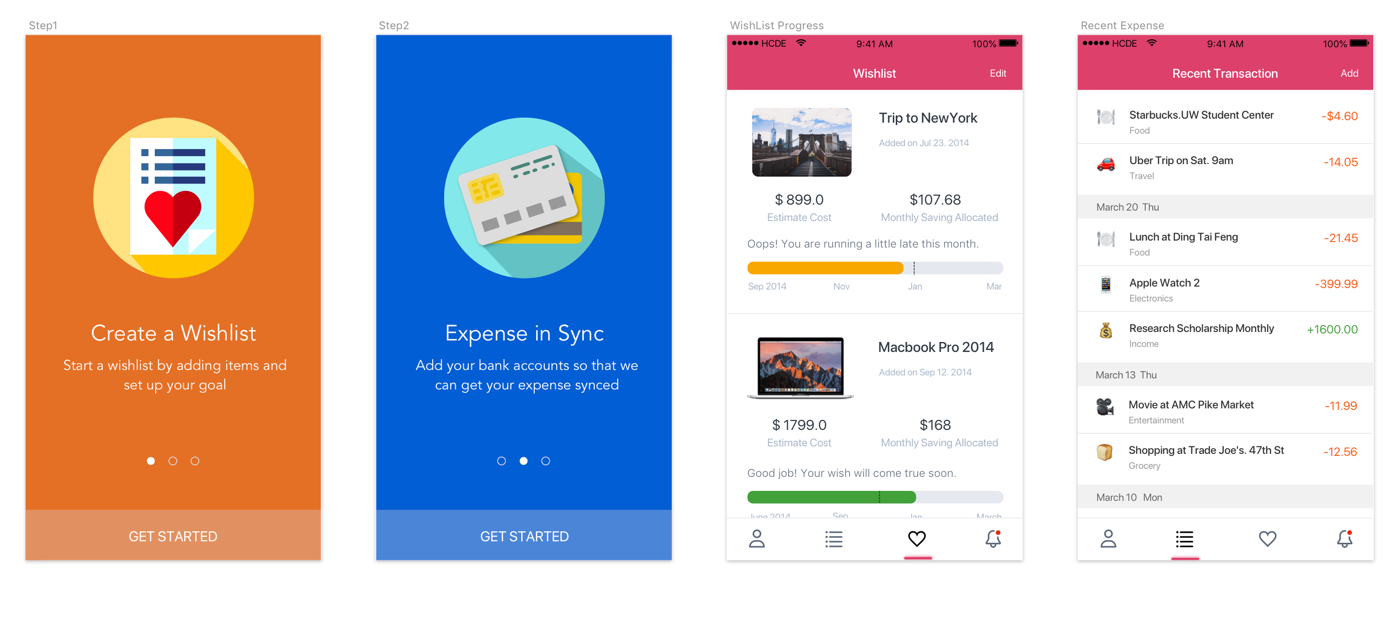 Step1
Create a Wishlist
Start a wishlist by adding items and
set up your goal
GET STARTED
Step2
Expense in Sync
Add your bank accounts so that we
can get your expense synced
GET STARTED
WishList Progress
HCDE 9:41 AM 100%
Wishlist Edit
Trip to NewYork
Added on Jul 23. 2014
$ 899.0 $107.68
Estimate Cost Monthly Saving Allocated
Oops! You are running a little late this month.
Sep 2014 Nov Jan Mar
Macbook Pro 2014
Added on Sep 12. 2014
$ 1799.0 $168
Estimate Cost Monthly Saving Allocated
Good job! Your wish will come true soon.
June 2014 Sep Jan March
Recent Expense
HCDE 9:41 AM 100%
Recent Transaction Add
Starbucks.UW Student Center -$4.60
Food
Uber Trip on Sat. 9am -14.05
Travel
March 20 Thu
Lunch at Ding Tai Feng -21.45
Food
Apple Watch 2 -399.99
Electronics
Research Scholarship Monthly +1600.00
Income
March 13 Thu
Movie at AMC Pike Market -11.99
Entertainment
Shopping at Trade Joe's. 47th St -12.56
Grocery
March 10 Mon